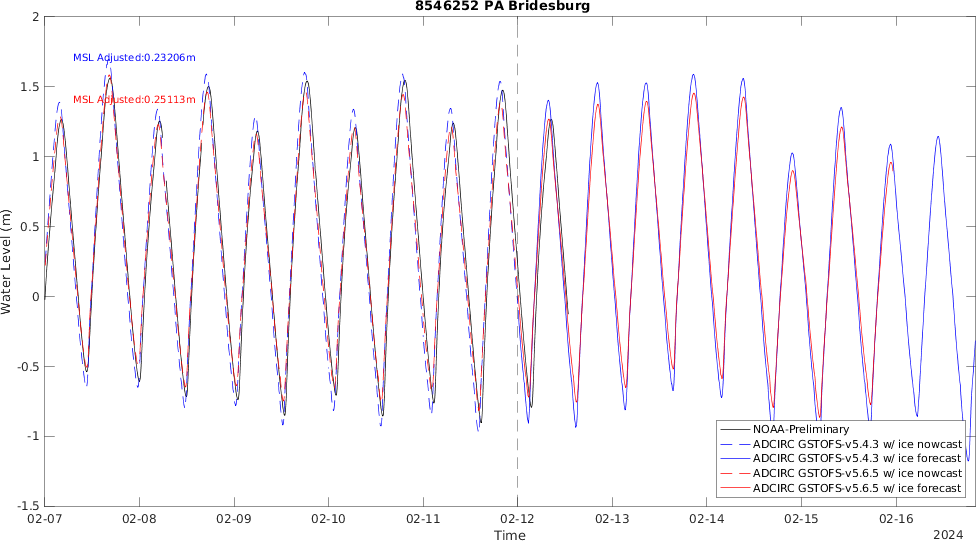 8546252 PA Bridesburg
MSL Adjusted:0.23206m
MSL Adjusted:0.25113m
Water Level (m)
2
1.5
1
0.5
0
-0.5
-1
-1.5
NOAA-Preliminary
ADCIRC GSTOFS-v5.4.3 w/ ice nowcast
ADCIRC GSTOFS-v5.4.3 w/ ice forecast
ADCIRC GSTOFS-v5.6.5 w/ ice nowcast
ADCIRC GSTOFS-v5.6.5 w/ ice forecast
02-07 02-08 02-09 02-10 02-11 02-12 02-13 02-14 02-15 02-16
Time
2024